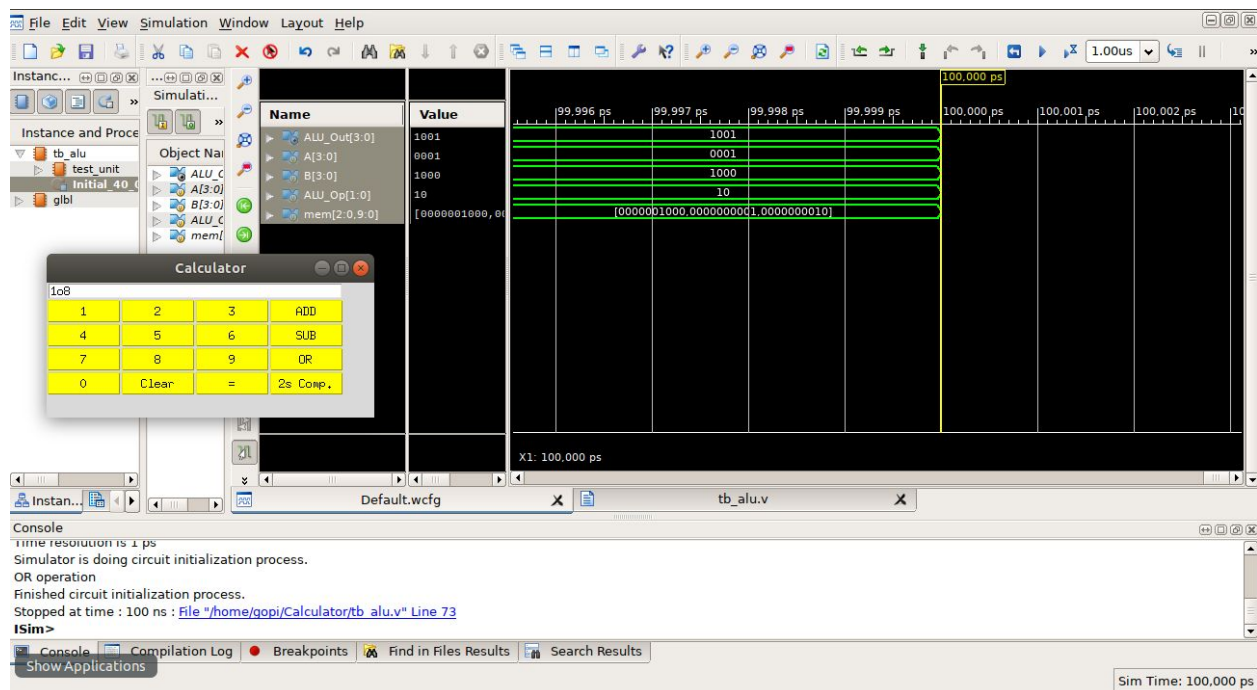 File Edit View Simulation Window Layout Help
1.00us
Instanc...
Simulati...
Instance and Proce
Object Nai
tb_alu
test_unit
Initial_40_
glbl
ALU_C
A[3:0]
B[3:0]
ALU_C
mem[
Name Value
ALU_Out[3:0] 1001
A[3:0] 0001
B[3:0] 1000
ALU_Op[1:0] 10
mem[2:0,9:0] [0000001000,00
100,000 ps
99,996 ps 99,997 ps 99,998 ps 99,999 ps 100,000 ps 100,001 ps 100,002 ps 10
1001
0001
1000
10
[0000001000,0000000001,0000000010]
X1: 100,000 ps
Calculator
1o8
1 2 3 ADD
4 5 6 SUB
7 8 9 OR
0 Clear = 2s Comp.
Instan...
Default.wcfg
tb_alu.v
Console
Time resolution is 1 ps
Simulator is doing circuit initialization process.
OR operation
Finished circuit initialization process.
Stopped at time : 100 ns : File "/home/gopi/Calculator/tb_alu.v" Line 73
ISim>
Console Compilation Log Breakpoints Find in Files Results Search Results
Show Applications
Sim Time: 100,000 ps